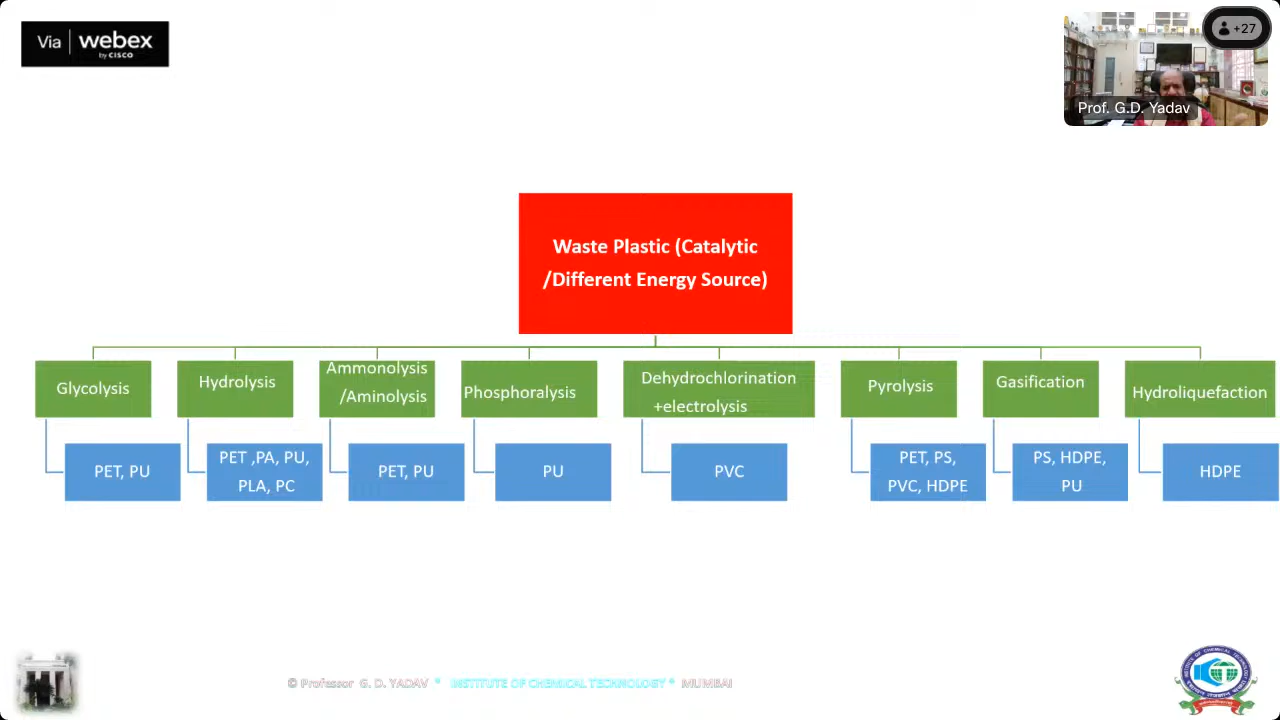 Via webex
by CISCO
+27
Prof. G.D. Yadav
Waste Plastic (Catalytic
/Different Energy Source)
Glycolysis
Hydrolysis
Ammonolysis
/Aminolysis
Phosphoralysis
Dehydrochlorination
+electrolysis
Pyrolysis
Gasification
Hydroliquefaction
PET, PU
PET ,PA, PU,
PLA, PC
PET, PU
PU
PVC
PET, PS,
PVC, HDPE
PS, HDPE,
PU
HDPE
© Professor G. D. YADAV * INSTITUTE OF CHEMICAL TECHNOLOGY * MUMBAI